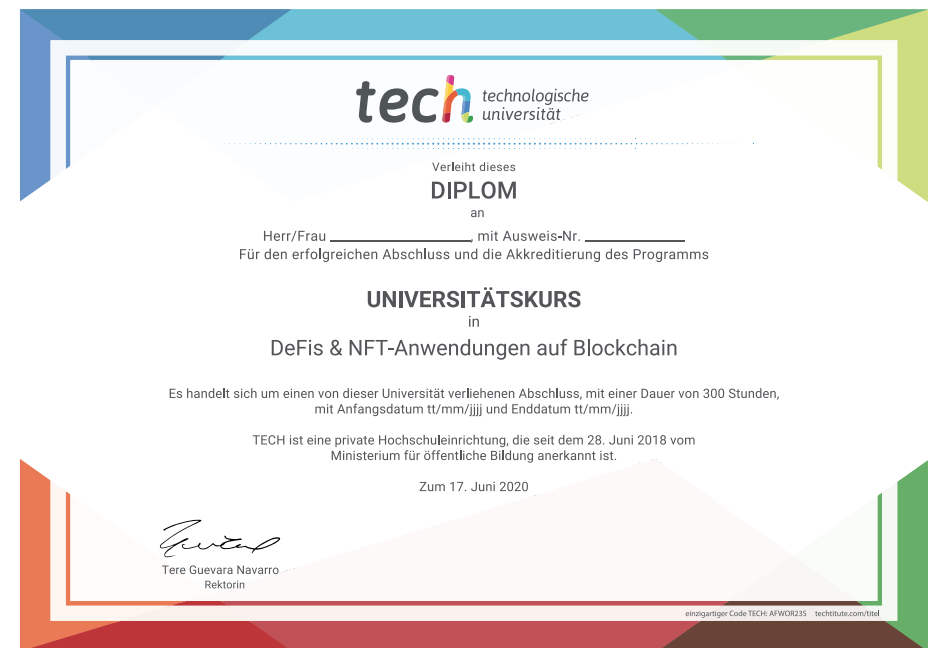 tech technologische
universität
Verleiht dieses
DIPLOM
an
Herr/Frau ____________________, mit Ausweis-Nr. ______________
Für den erfolgreichen Abschluss und die Akkreditierung des Programms
UNIVERSITÄTSKURS
in
DeFis & NFT-Anwendungen auf Blockchain
Es handelt sich um einen von dieser Universität verliehenen Abschluss, mit einer Dauer von 300 Stunden,
mit Anfangsdatum tt/mm/jjjj und Enddatum tt/mm/jjjj.
TECH ist eine private Hochschuleinrichtung, die seit dem 28. Juni 2018 vom
Ministerium für öffentliche Bildung anerkannt ist.
Zum 17. Juni 2020
Tere Guevara Navarro
Rektorin
einzigartiger Code TECH: AFWOR23S techtitute.com/titel